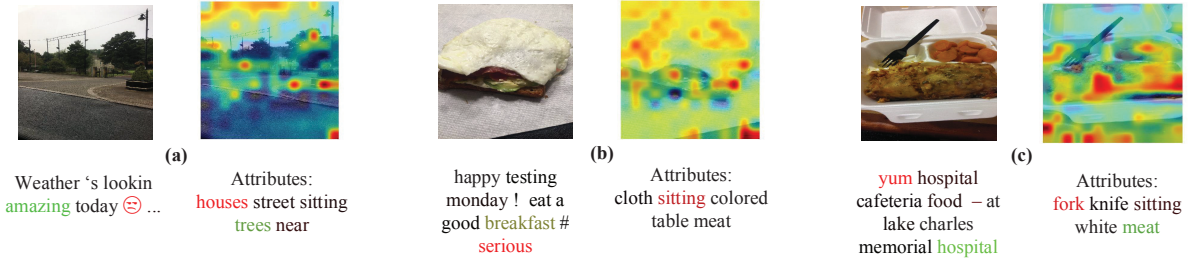 (a)
Weather ‘s lookin
amazing today 😒 ...
Attributes:
houses street sitting
trees near
(b)
happy testing
monday ! eat a
good breakfast #
serious
Attributes:
cloth sitting colored
table meat
(c)
yum hospital
cafeteria food – at
lake charles
memorial hospital
Attributes:
fork knife sitting
white meat